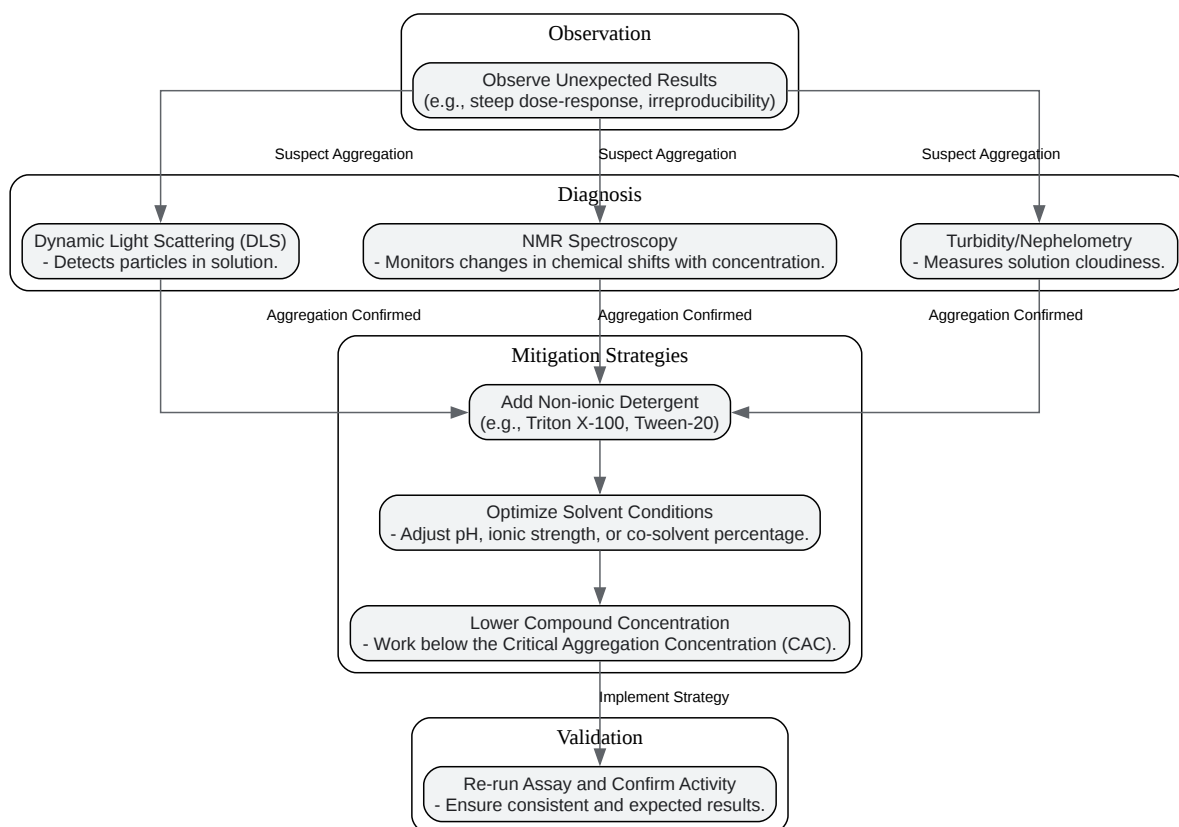 Observation
Observe Unexpected Results
(e.g., steep dose-response, irreproducibility)
Suspect Aggregation
Suspect Aggregation
Suspect Aggregation
Diagnosis
Dynamic Light Scattering (DLS)
- Detects particles in solution.
NMR Spectroscopy
- Monitors changes in chemical shifts with concentration.
Turbidity/Nephelometry
- Measures solution cloudiness.
Aggregation Confirmed
Aggregation Confirmed
Aggregation Confirmed
Mitigation Strategies
Add Non-ionic Detergent
(e.g., Triton X-100, Tween-20)
Optimize Solvent Conditions
- Adjust pH, ionic strength, or co-solvent percentage.
Lower Compound Concentration
- Work below the Critical Aggregation Concentration (CAC).
Implement Strategy
Validation
Re-run Assay and Confirm Activity
- Ensure consistent and expected results.